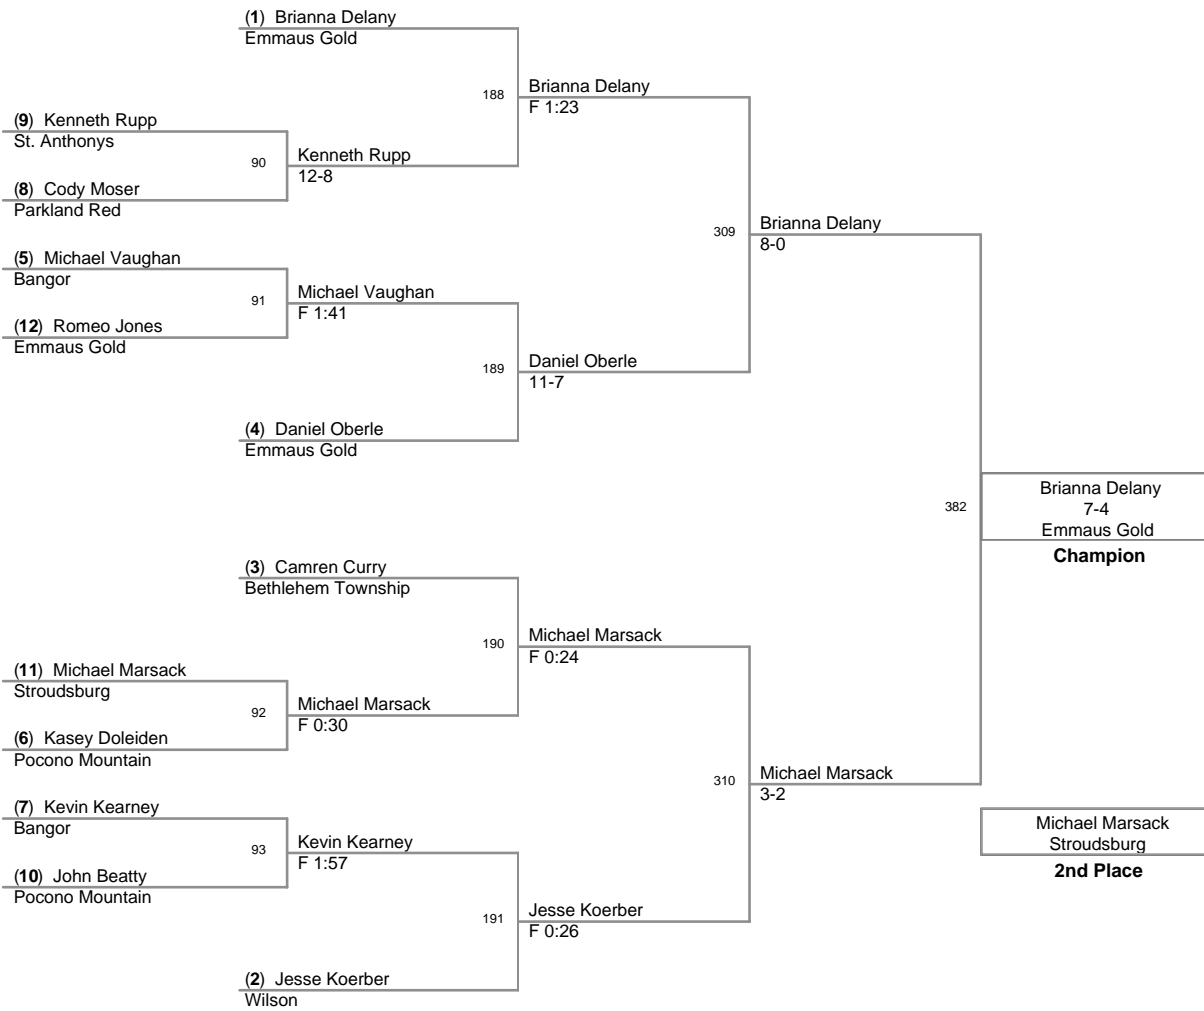 (1) Brianna Delany
Emmaus Gold
188
Brianna Delany
F 1:23
(9) Kenneth Rupp
St. Anthonys
90
Kenneth Rupp
12-8
(8) Cody Moser
Parkland Red
309
Brianna Delany
8-0
(5) Michael Vaughan
Bangor
91
Michael Vaughan
F 1:41
(12) Romeo Jones
Emmaus Gold
189
Daniel Oberle
11-7
(4) Daniel Oberle
Emmaus Gold
382
Brianna Delany
7-4
Emmaus Gold
Champion
(3) Camren Curry
Bethlehem Township
190
Michael Marsack
F 0:24
(11) Michael Marsack
Stroudsburg
92
Michael Marsack
F 0:30
(6) Kasey Doleiden
Pocono Mountain
310
Michael Marsack
3-2
(7) Kevin Kearney
Bangor
93
Kevin Kearney
F 1:57
(10) John Beatty
Pocono Mountain
Michael Marsack
Stroudsburg
2nd Place
191
Jesse Koerber
F 0:26
(2) Jesse Koerber
Wilson